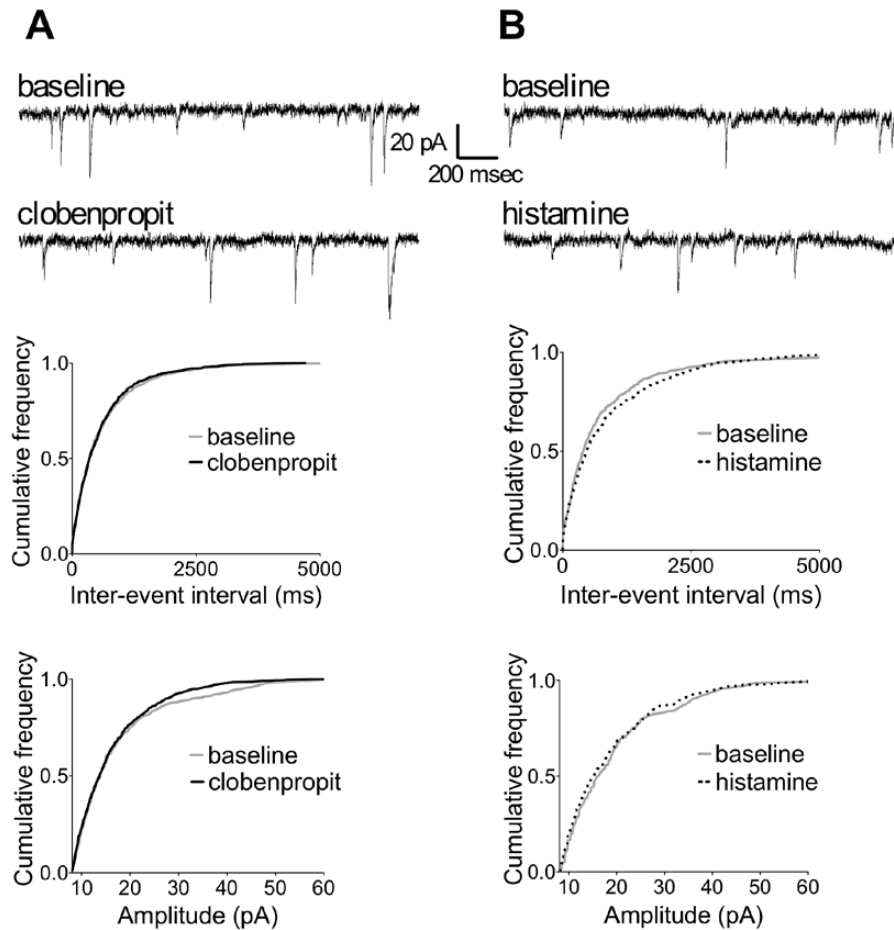 A
B
baseline
baseline
20 pA
200 msec
clobenpropit
histamine
Cumulative frequency
1.0
0.5
0.0
0
2500
5000
Inter-event interval (ms)
baseline
clobenpropit
Cumulative frequency
1.0
0.5
0.0
0
2500
5000
Inter-event interval (ms)
baseline
histamine
Cumulative frequency
1.0
0.5
0.0
10
20
30
40
50
60
Amplitude (pA)
baseline
clobenpropit
Cumulative frequency
1.0
0.5
0.0
10
20
30
40
50
60
Amplitude (pA)
baseline
histamine